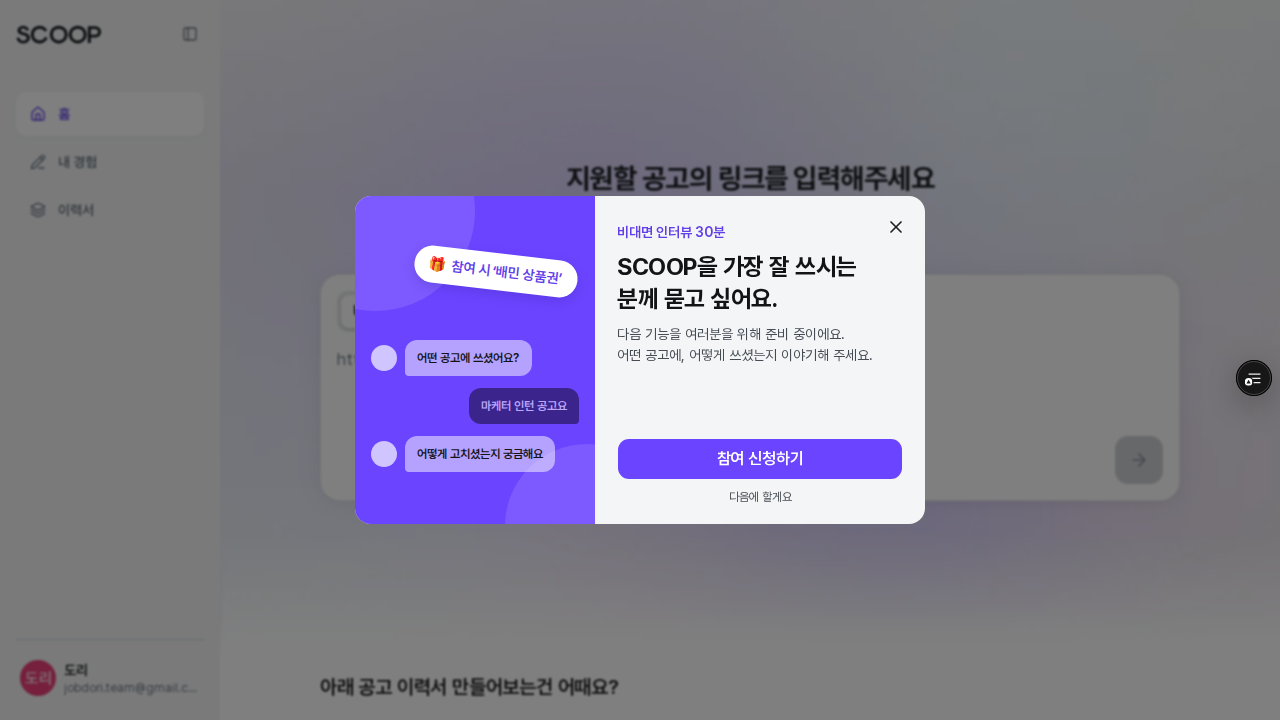 SCOOP
홈
내 경험
이력서
지원할 공고의 링크를 입력해주세요
참여 시 ‘배민 상품권’
어떤 공고에 쓰셨어요?
마케터 인턴 공고요
어떻게 고치셨는지 궁금해요
비대면 인터뷰 30분
SCOOP을 가장 잘 쓰시는
분께 묻고 싶어요.
다음 기능을 여러분을 위해 준비 중이에요.
어떤 공고에, 어떻게 쓰셨는지 이야기해 주세요.
참여 신청하기
다음에 할게요
도리
도리
jobdori.team@gmail.c...
아래 공고 이력서 만들어보는건 어때요?